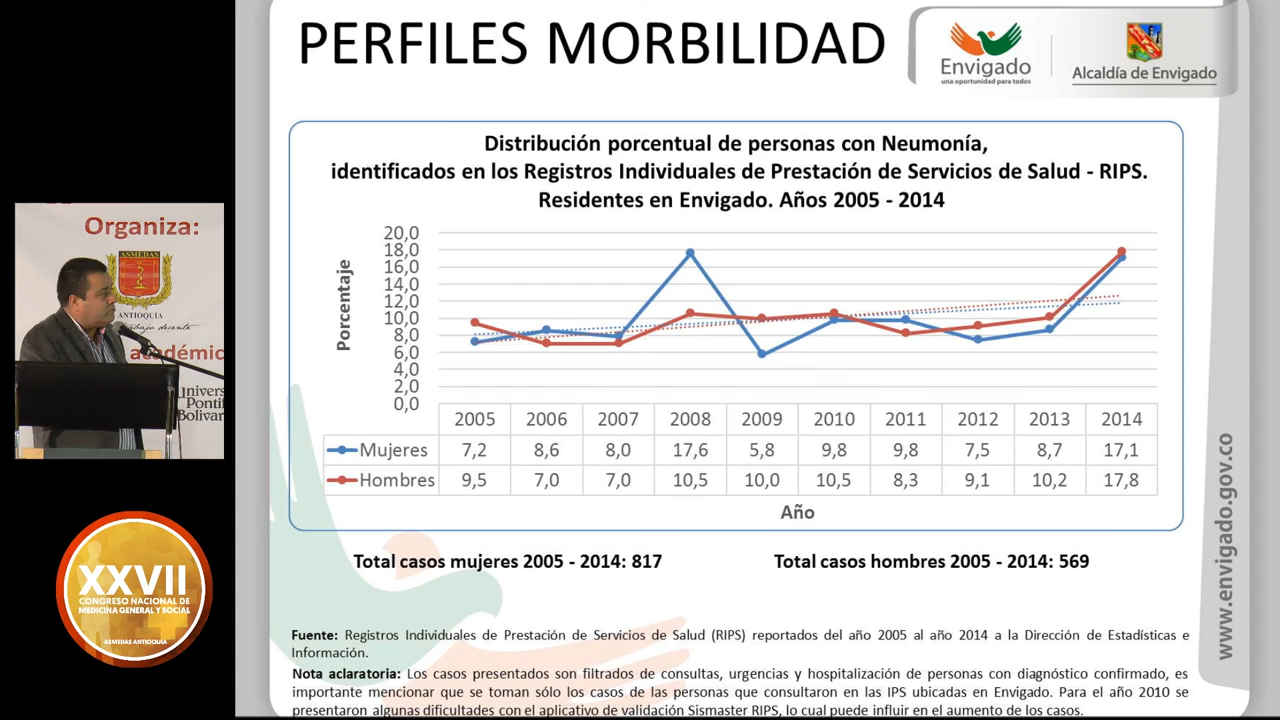 PERFILES MORBILIDAD
Envigado
una oportunidad para todos
Alcaldía de Envigado
Distribución porcentual de personas con Neumonía,
identificados en los Registros Individuales de Prestación de Servicios de Salud - RIPS.
Residentes en Envigado. Años 2005 - 2014
Porcentaje
20,0
18,0
16,0
14,0
12,0
10,0
8,0
6,0
4,0
2,0
0,0
2005 2006 2007 2008 2009 2010 2011 2012 2013 2014
Mujeres 7,2 8,6 8,0 17,6 5,8 9,8 9,8 7,5 8,7 17,1
Hombres 9,5 7,0 7,0 10,5 10,0 10,5 8,3 9,1 10,2 17,8
Año
Total casos mujeres 2005 - 2014: 817
Total casos hombres 2005 - 2014: 569
Fuente: Registros Individuales de Prestación de Servicios de Salud (RIPS) reportados del año 2005 al año 2014 a la Dirección de Estadísticas e
Información.
Nota aclaratoria: Los casos presentados son filtrados de consultas, urgencias y hospitalización de personas con diagnóstico confirmado, es
importante mencionar que se toman sólo los casos de las personas que consultaron en las IPS ubicadas en Envigado. Para el año 2010 se
presentaron algunas dificultades con el aplicativo de validación Sismaster RIPS, lo cual puede influir en el aumento de los casos.
www.envigado.gov.co
Organiza:
ASMEDAS
ANTIOQUIA
trabajo decente
académic
Univers
Ponti
Bolivar
XXVII
CONGRESO NACIONAL DE
MEDICINA GENERAL Y SOCIAL
ASMEDAS ANTIOQUIA